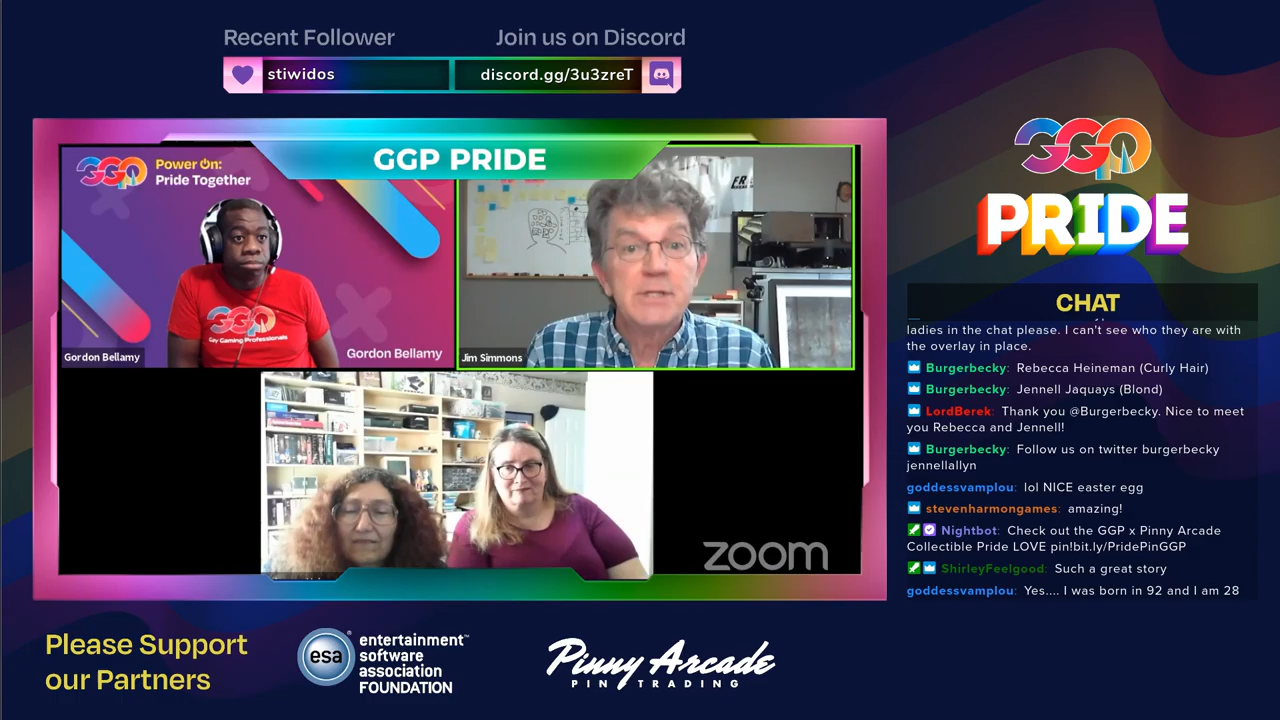 Recent Follower
Join us on Discord
stiwidos
discord.gg/3u3zreT
GGP PRIDE
GGP
Power On:
Pride Together
GGP
Gay Gaming Professionals
Gordon Bellamy
Gordon Bellamy
Jim Simmons
zoom
GGP
PRIDE
CHAT
ladies in the chat please. I can't see who they are with
the overlay in place.
Burgerbecky: Rebecca Heineman (Curly Hair)
Burgerbecky: Jennell Jaquays (Blond)
LordBerek: Thank you @Burgerbecky. Nice to meet
you Rebecca and Jennell!
Burgerbecky: Follow us on twitter burgerbecky
jennellallyn
goddessvamplou: lol NICE easter egg
stevenharmongames: amazing!
Nightbot: Check out the GGP x Pinny Arcade
Collectible Pride LOVE pin!bit.ly/PridePinGGP
ShirleyFeelgood: Such a great story
goddessvamplou: Yes.... I was born in 92 and I am 28
Please Support
our Partners
esa
entertainment™
software
association
FOUNDATION
Pinny Arcade
PIN TRADING